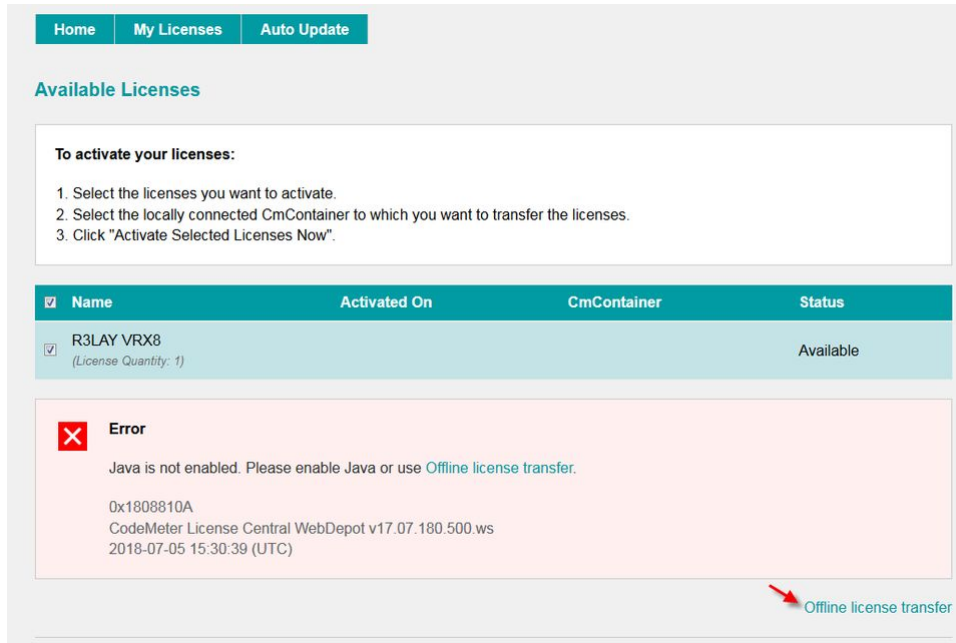 Home My Licenses Auto Update
Available Licenses
To activate your licenses:
1. Select the licenses you want to activate.
2. Select the locally connected CmContainer to which you want to transfer the licenses.
3. Click "Activate Selected Licenses Now".
Name Activated On CmContainer Status
R3LAY VRX8
(License Quantity: 1)
Available
Error
Java is not enabled. Please enable Java or use Offline license transfer.
0x1808810A
CodeMeter License Central WebDepot v17.07.180.500.ws
2018-07-05 15:30:39 (UTC)
Offline license transfer